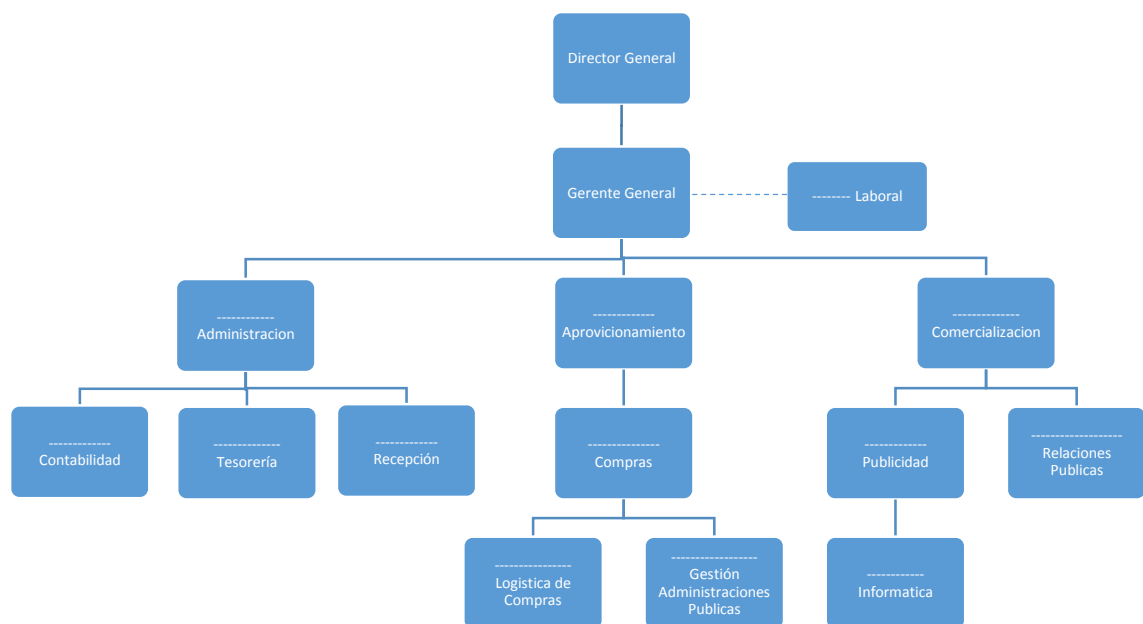 Director General
Gerente General
-------- Laboral
------------
Administracion
-------------
Aprovicionamiento
--------------
Comercializacion
-------------
Contabilidad
--------------
Tesorería
-------------
Recepción
---------------
Compras
-------------
Publicidad
-------------------
Relaciones
Publicas
----------------
Logistica de
Compras
------------------
Gestión
Administraciones
Publicas
------------
Informatica